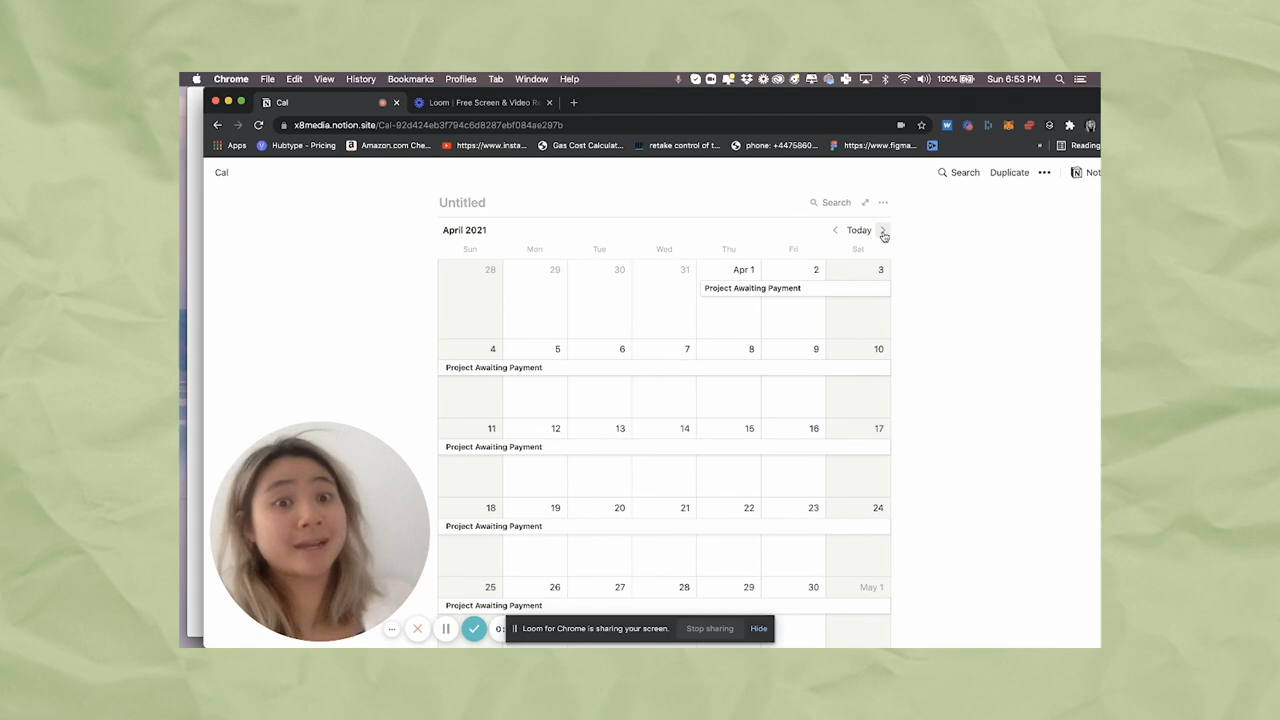 Chrome File Edit View History Bookmarks Profiles Tab Window Help 100% Sun 6:53 PM
Cal Loom | Free Screen & Video Re
x8media.notion.site/Cal-92d424eb3f794c6d8287ebf084ae297b
Apps Hubtype - Pricing Amazon.com Che... https://www.insta... Gas Cost Calculat... retake control of t... phone: +4475860... https://www.figma... » Reading
Cal Search Duplicate ••• Not
Untitled Search •••
April 2021 Today
Sun Mon Tue Wed Thu Fri Sat
28 29 30 31 Apr 1 2 3
Project Awaiting Payment
4 5 6 7 8 9 10
Project Awaiting Payment
11 12 13 14 15 16 17
Project Awaiting Payment
18 19 20 21 22 23 24
Project Awaiting Payment
25 26 27 28 29 30 May 1
Project Awaiting Payment
0: Loom for Chrome is sharing your screen. Stop sharing Hide